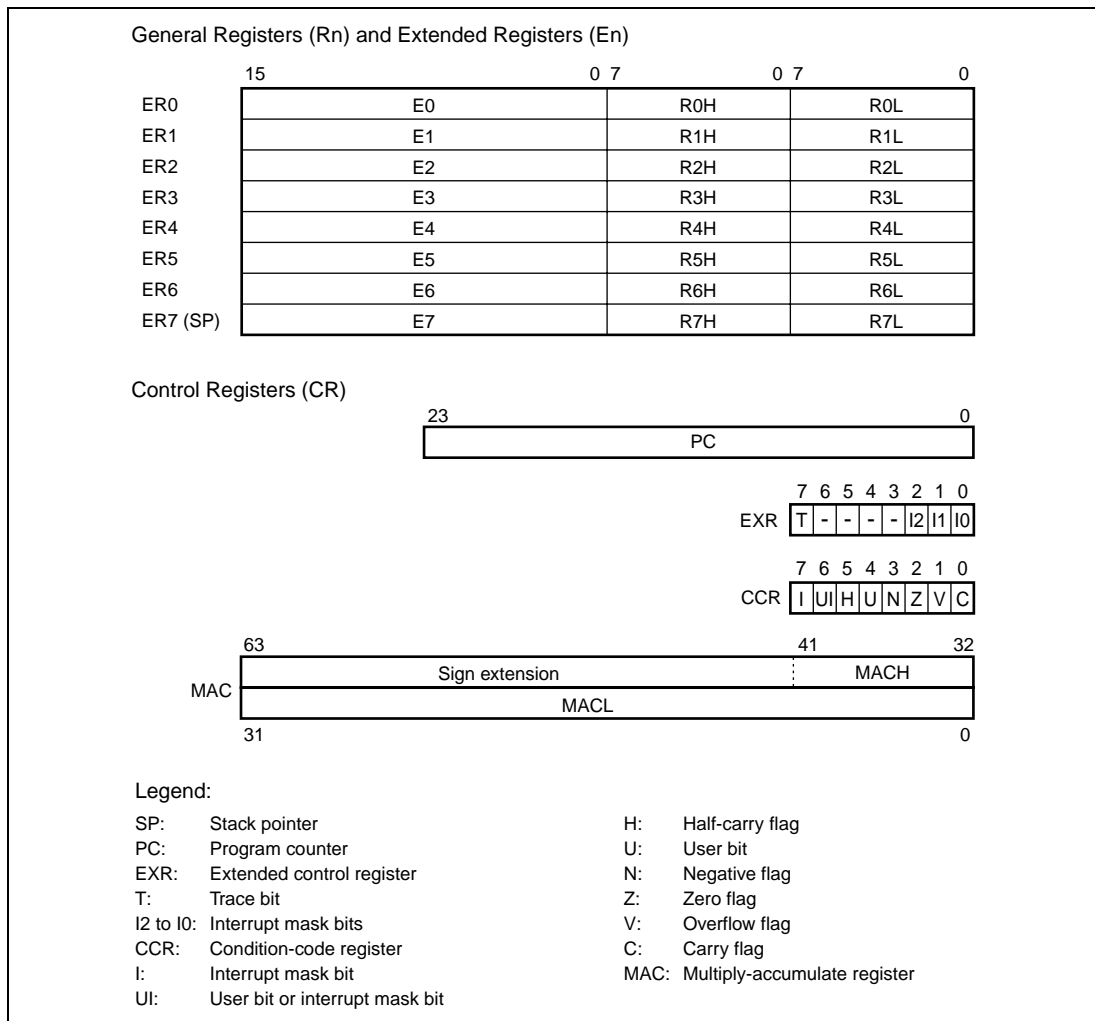 General Registers (Rn) and Extended Registers (En)
15 0 7 0 7 0
ER0 E0 R0H R0L
ER1 E1 R1H R1L
ER2 E2 R2H R2L
ER3 E3 R3H R3L
ER4 E4 R4H R4L
ER5 E5 R5H R5L
ER6 E6 R6H R6L
ER7 (SP) E7 R7H R7L
Control Registers (CR)
23 0
PC
7 6 5 4 3 2 1 0
EXR T - - - - I2 I1 I0
7 6 5 4 3 2 1 0
CCR I UI H U N Z V C
63 41 32
Sign extension MACH
MAC
MACL
31 0
Legend:
SP: Stack pointer
PC: Program counter
EXR: Extended control register
T: Trace bit
I2 to I0: Interrupt mask bits
CCR: Condition-code register
I: Interrupt mask bit
UI: User bit or interrupt mask bit
H: Half-carry flag
U: User bit
N: Negative flag
Z: Zero flag
V: Overflow flag
C: Carry flag
MAC: Multiply-accumulate register